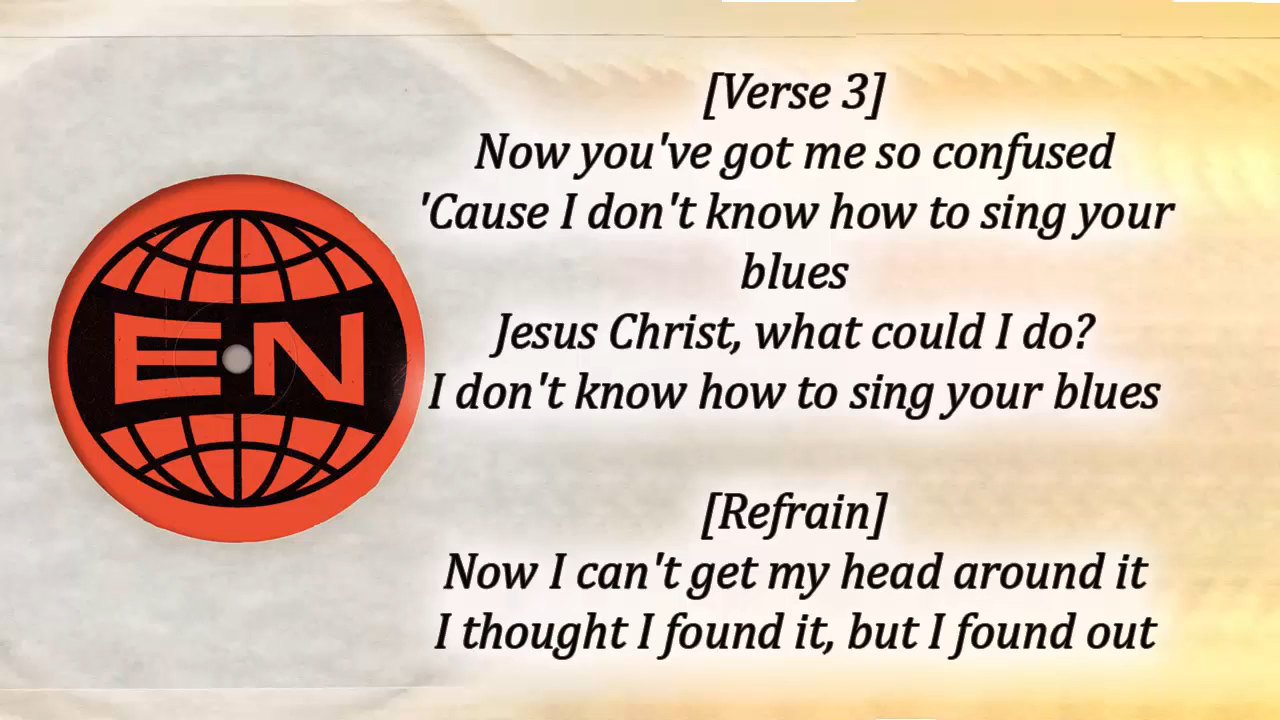 EN
[Verse 3]
Now you've got me so confused
'Cause I don't know how to sing your
blues
Jesus Christ, what could I do?
I don't know how to sing your blues
[Refrain]
Now I can't get my head around it
I thought I found it, but I found out